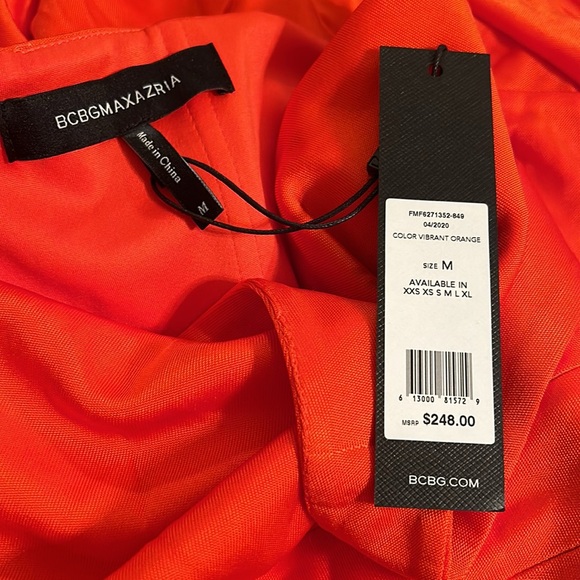 BCBGMAXAZRIA
Made in China
M
FMF6271352-849
04/2020
COLOR VIBRANT ORANGE
SIZE M
AVAILABLE IN
XXS XS S M L XL
6 13000 81572 9
MSRP $248.00
BCBG.COM